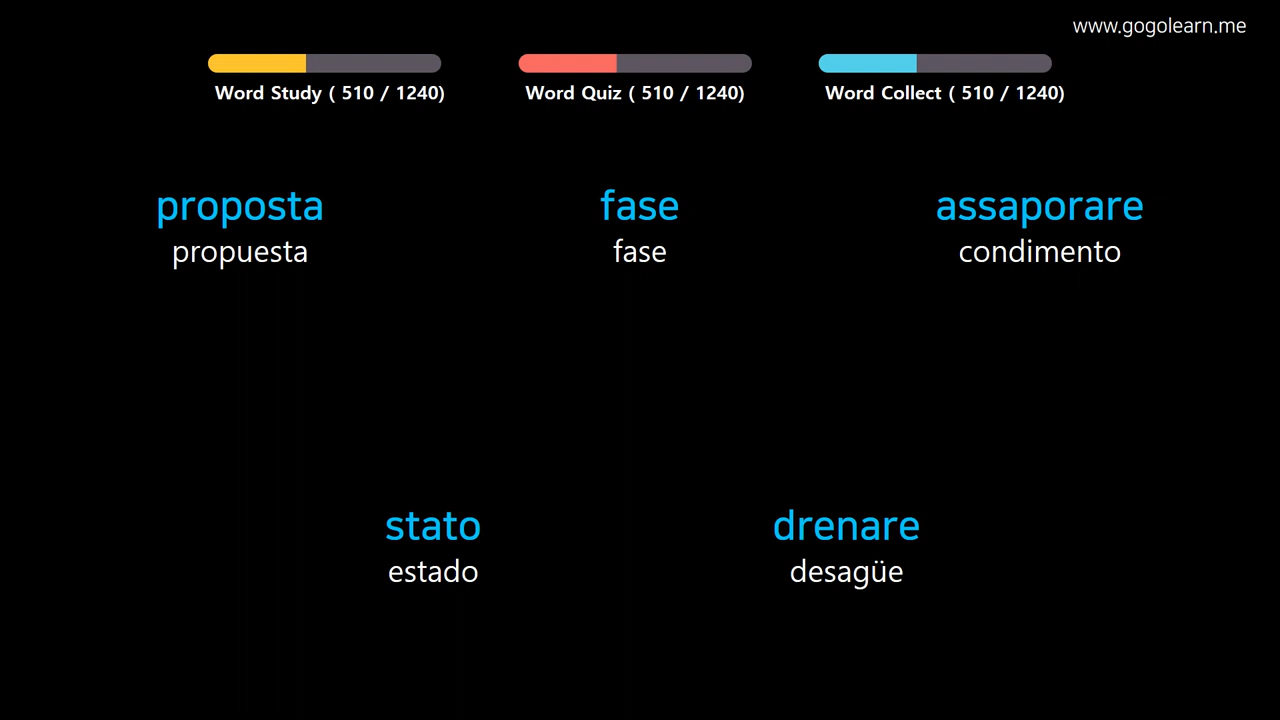 www.gogolearn.me
Word Study ( 510 / 1240)
Word Quiz ( 510 / 1240)
Word Collect ( 510 / 1240)
proposta
propuesta
fase
fase
assaporare
condimento
stato
estado
drenare
desagüe